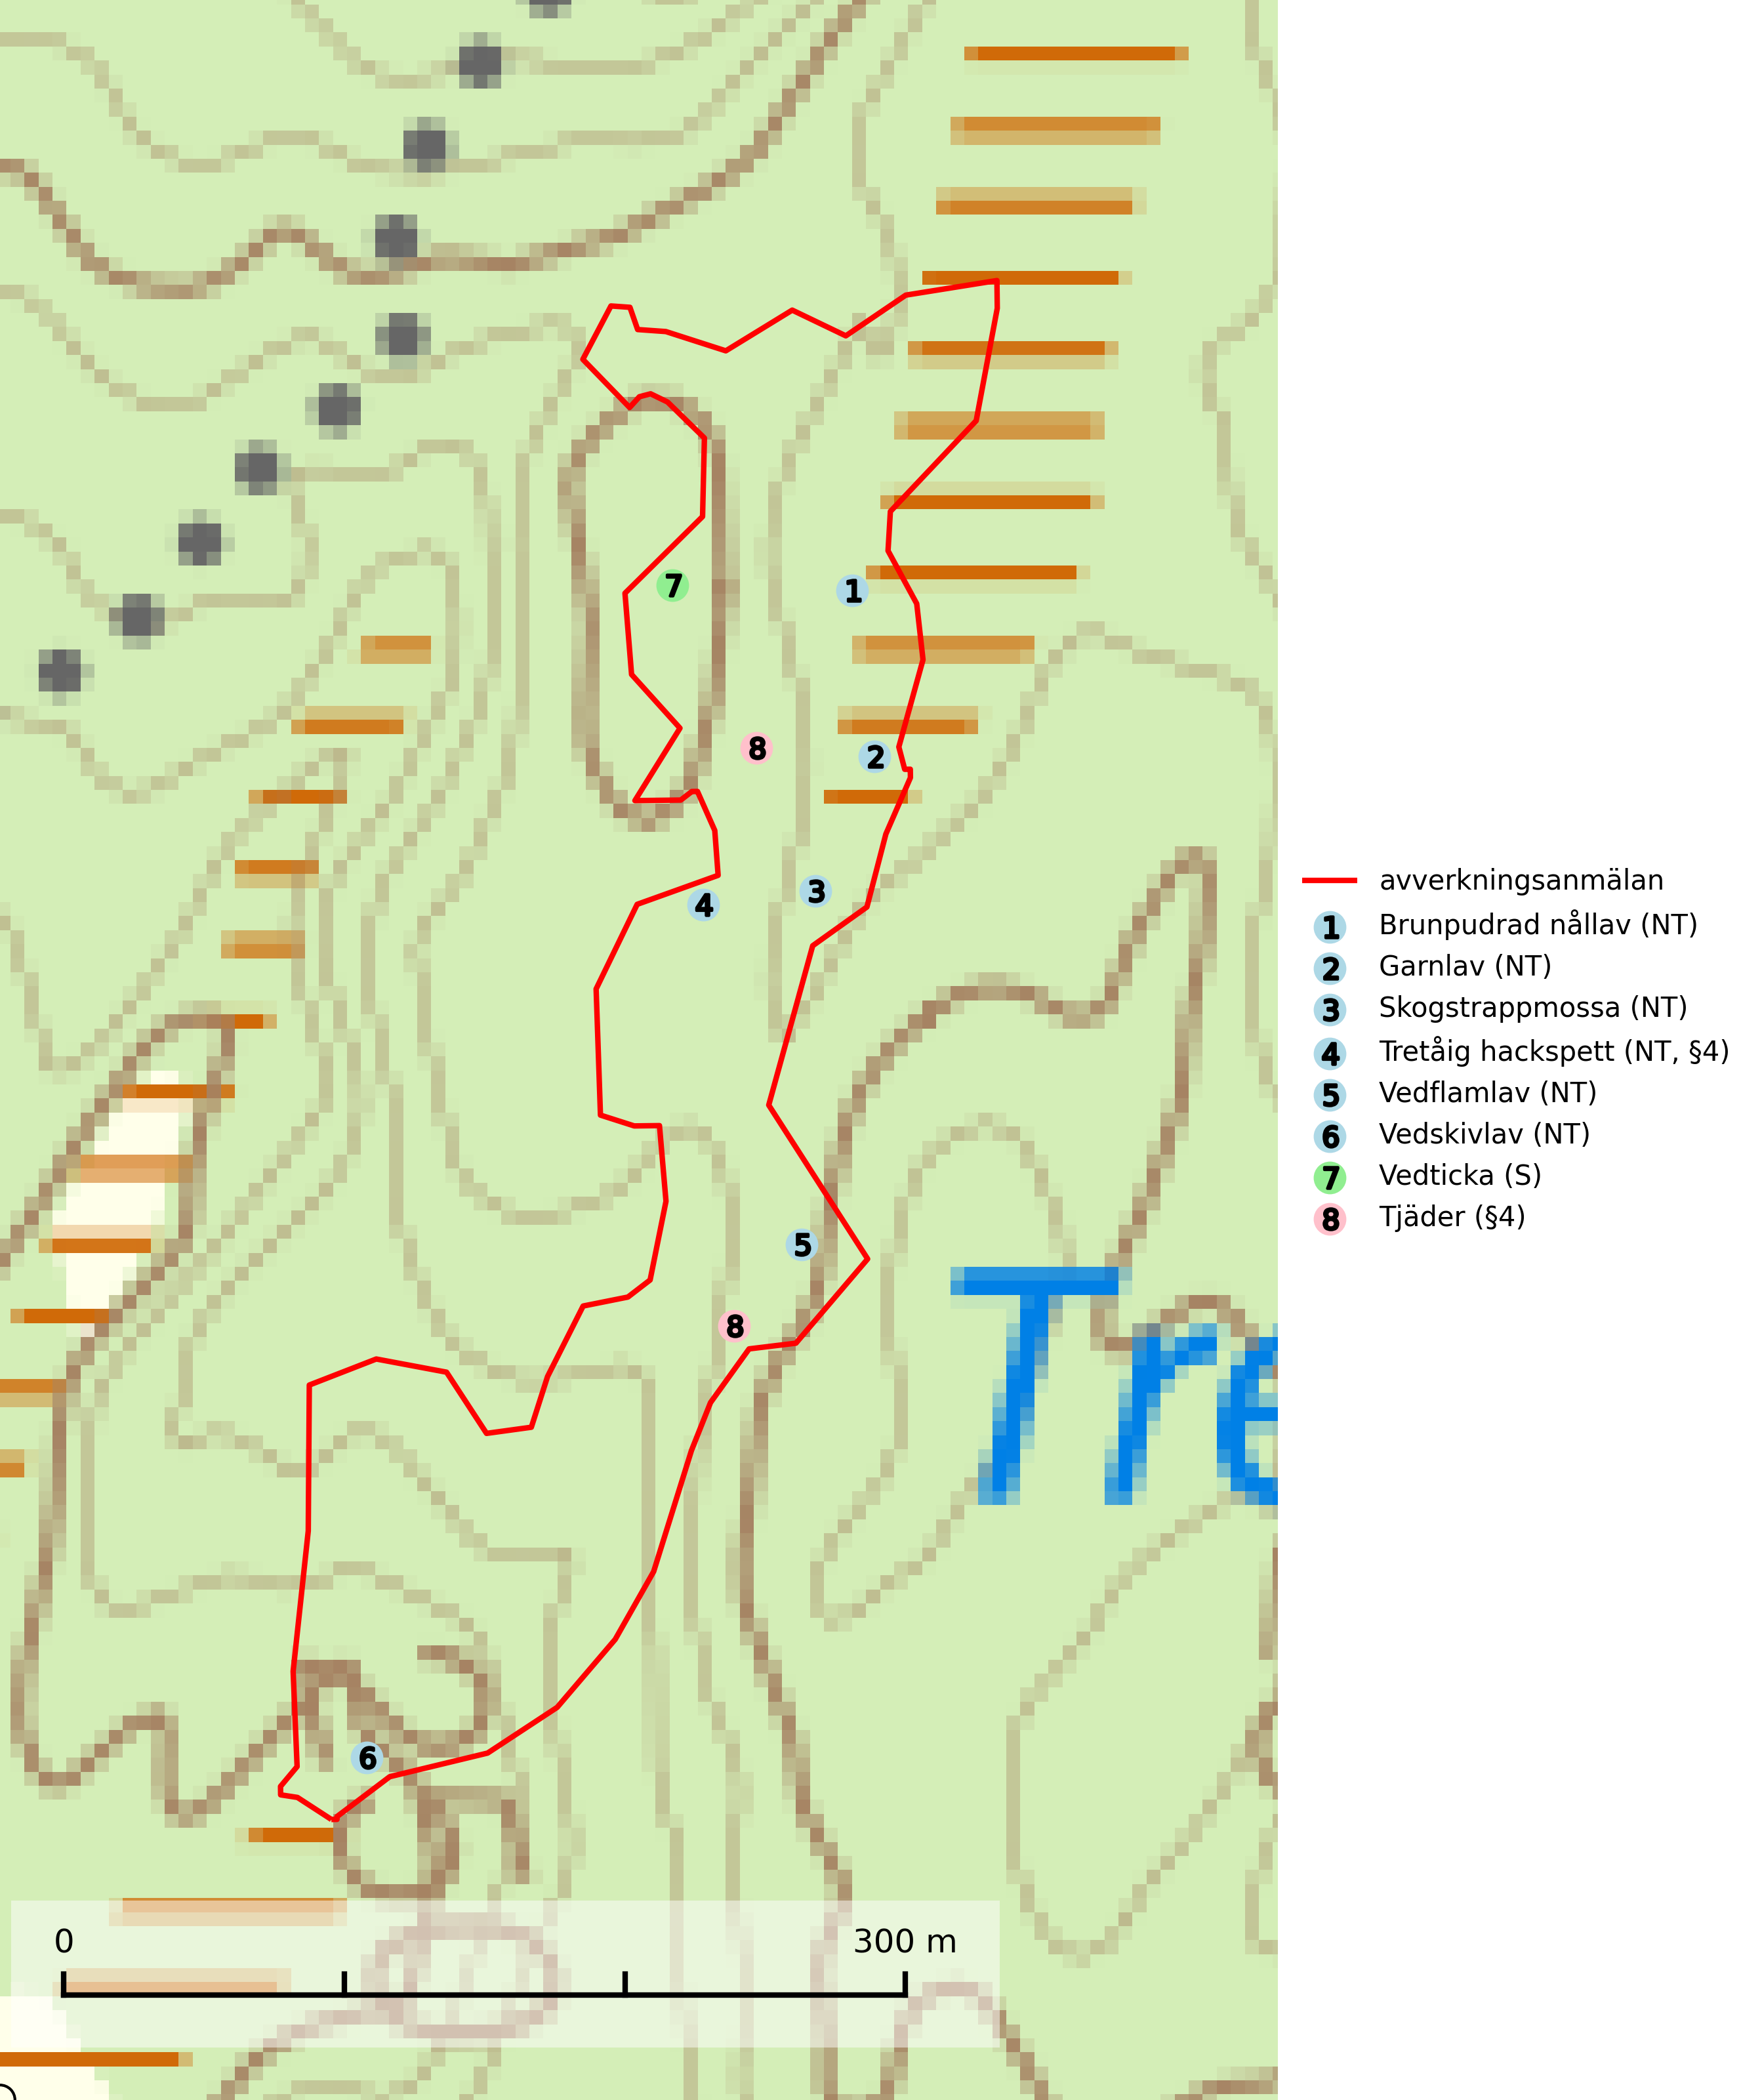 7
1
8
2
3
4
5
8
6
Tre
0 300 m
avverkningsanmälan
1 Brunpudrad nållav (NT)
2 Garnlav (NT)
3 Skogstrappmossa (NT)
4 Tretåig hackspett (NT, §4)
5 Vedflamlav (NT)
6 Vedskivlav (NT)
7 Vedticka (S)
8 Tjäder (§4)